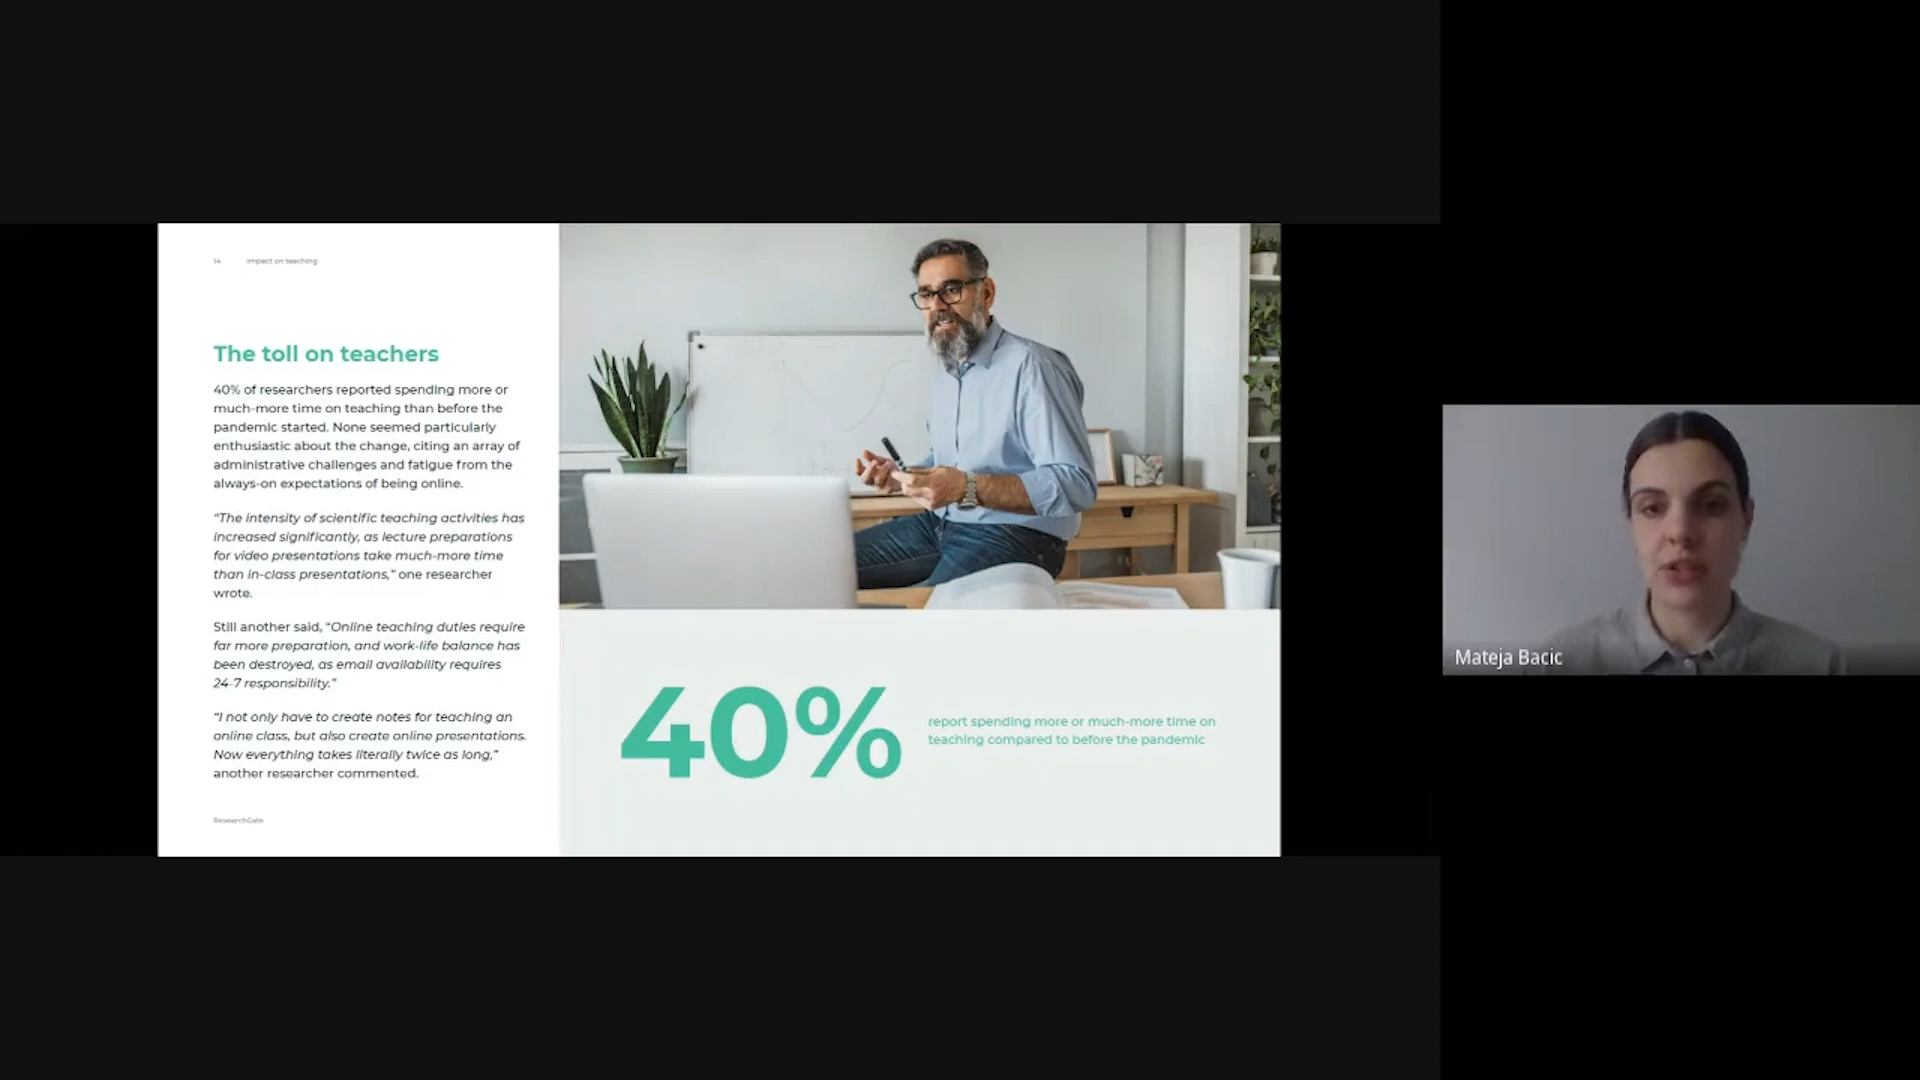 14 Impact on teaching
The toll on teachers
40% of researchers reported spending more or
much-more time on teaching than before the
pandemic started. None seemed particularly
enthusiastic about the change, citing an array of
administrative challenges and fatigue from the
always-on expectations of being online.
“The intensity of scientific teaching activities has
increased significantly, as lecture preparations
for video presentations take much-more time
than in-class presentations,” one researcher
wrote.
Still another said, “Online teaching duties require
far more preparation, and work-life balance has
been destroyed, as email availability requires
24-7 responsibility.”
“I not only have to create notes for teaching an
online class, but also create online presentations.
Now everything takes literally twice as long,”
another researcher commented.
ResearchGate
40%
report spending more or much-more time on
teaching compared to before the pandemic
Mateja Bacic